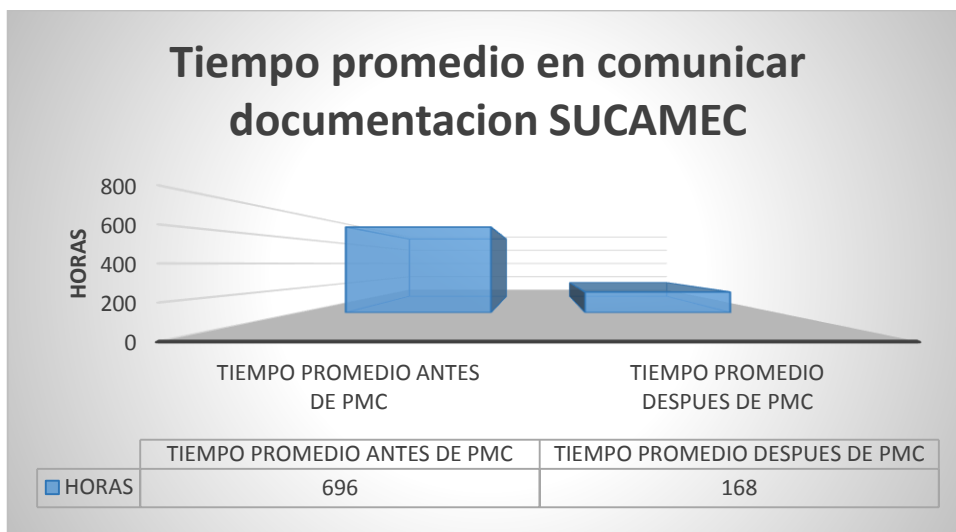 Tiempo promedio en comunicar
documentacion SUCAMEC
800
600
400
200
0
HORAS
TIEMPO PROMEDIO ANTES
DE PMC
TIEMPO PROMEDIO
DESPUES DE PMC
TIEMPO PROMEDIO ANTES DE PMC TIEMPO PROMEDIO DESPUES DE PMC
HORAS 696 168